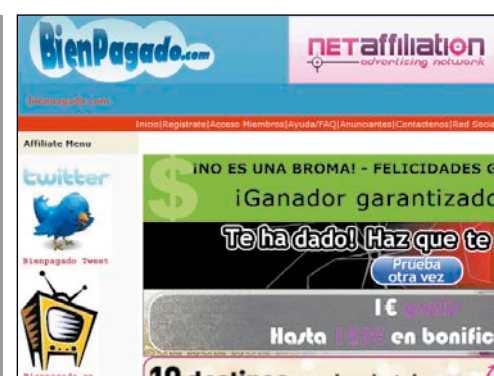 BienPagado.com
NETaffiliation
advertising network
bienpagado.com
Inicio|Registrate|Acceso Miembros|Ayuda/FAQ|Anunciantes|Contactenos|Red Socia
Affiliate Menu
twitter
Bienpagado Tweet
$
¡NO ES UNA BROMA! - FELICIDADES G
¡Ganador garantizado
Te ha dado! Haz que te
Prueba
otra vez
1€ gratis
Hasta en bonific